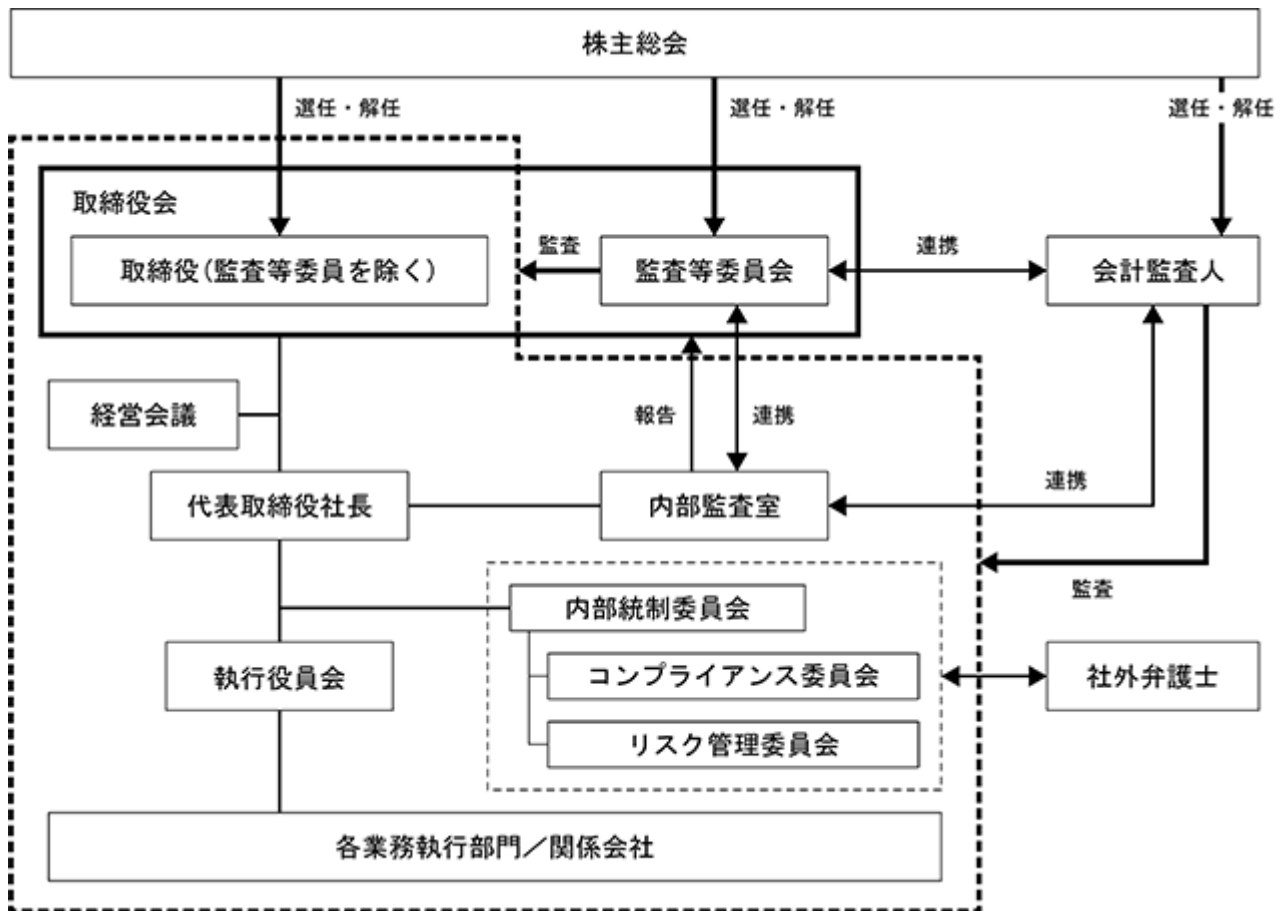 株主総会
選任・解任
選任・解任
選任・解任
取締役会
取締役(監査等委員を除く)
監査
監査等委員会
連携
会計監査人
経営会議
報告
連携
代表取締役社長
内部監査室
連携
監査
内部統制委員会
執行役員会
コンプライアンス委員会
社外弁護士
リスク管理委員会
各業務執行部門／関係会社